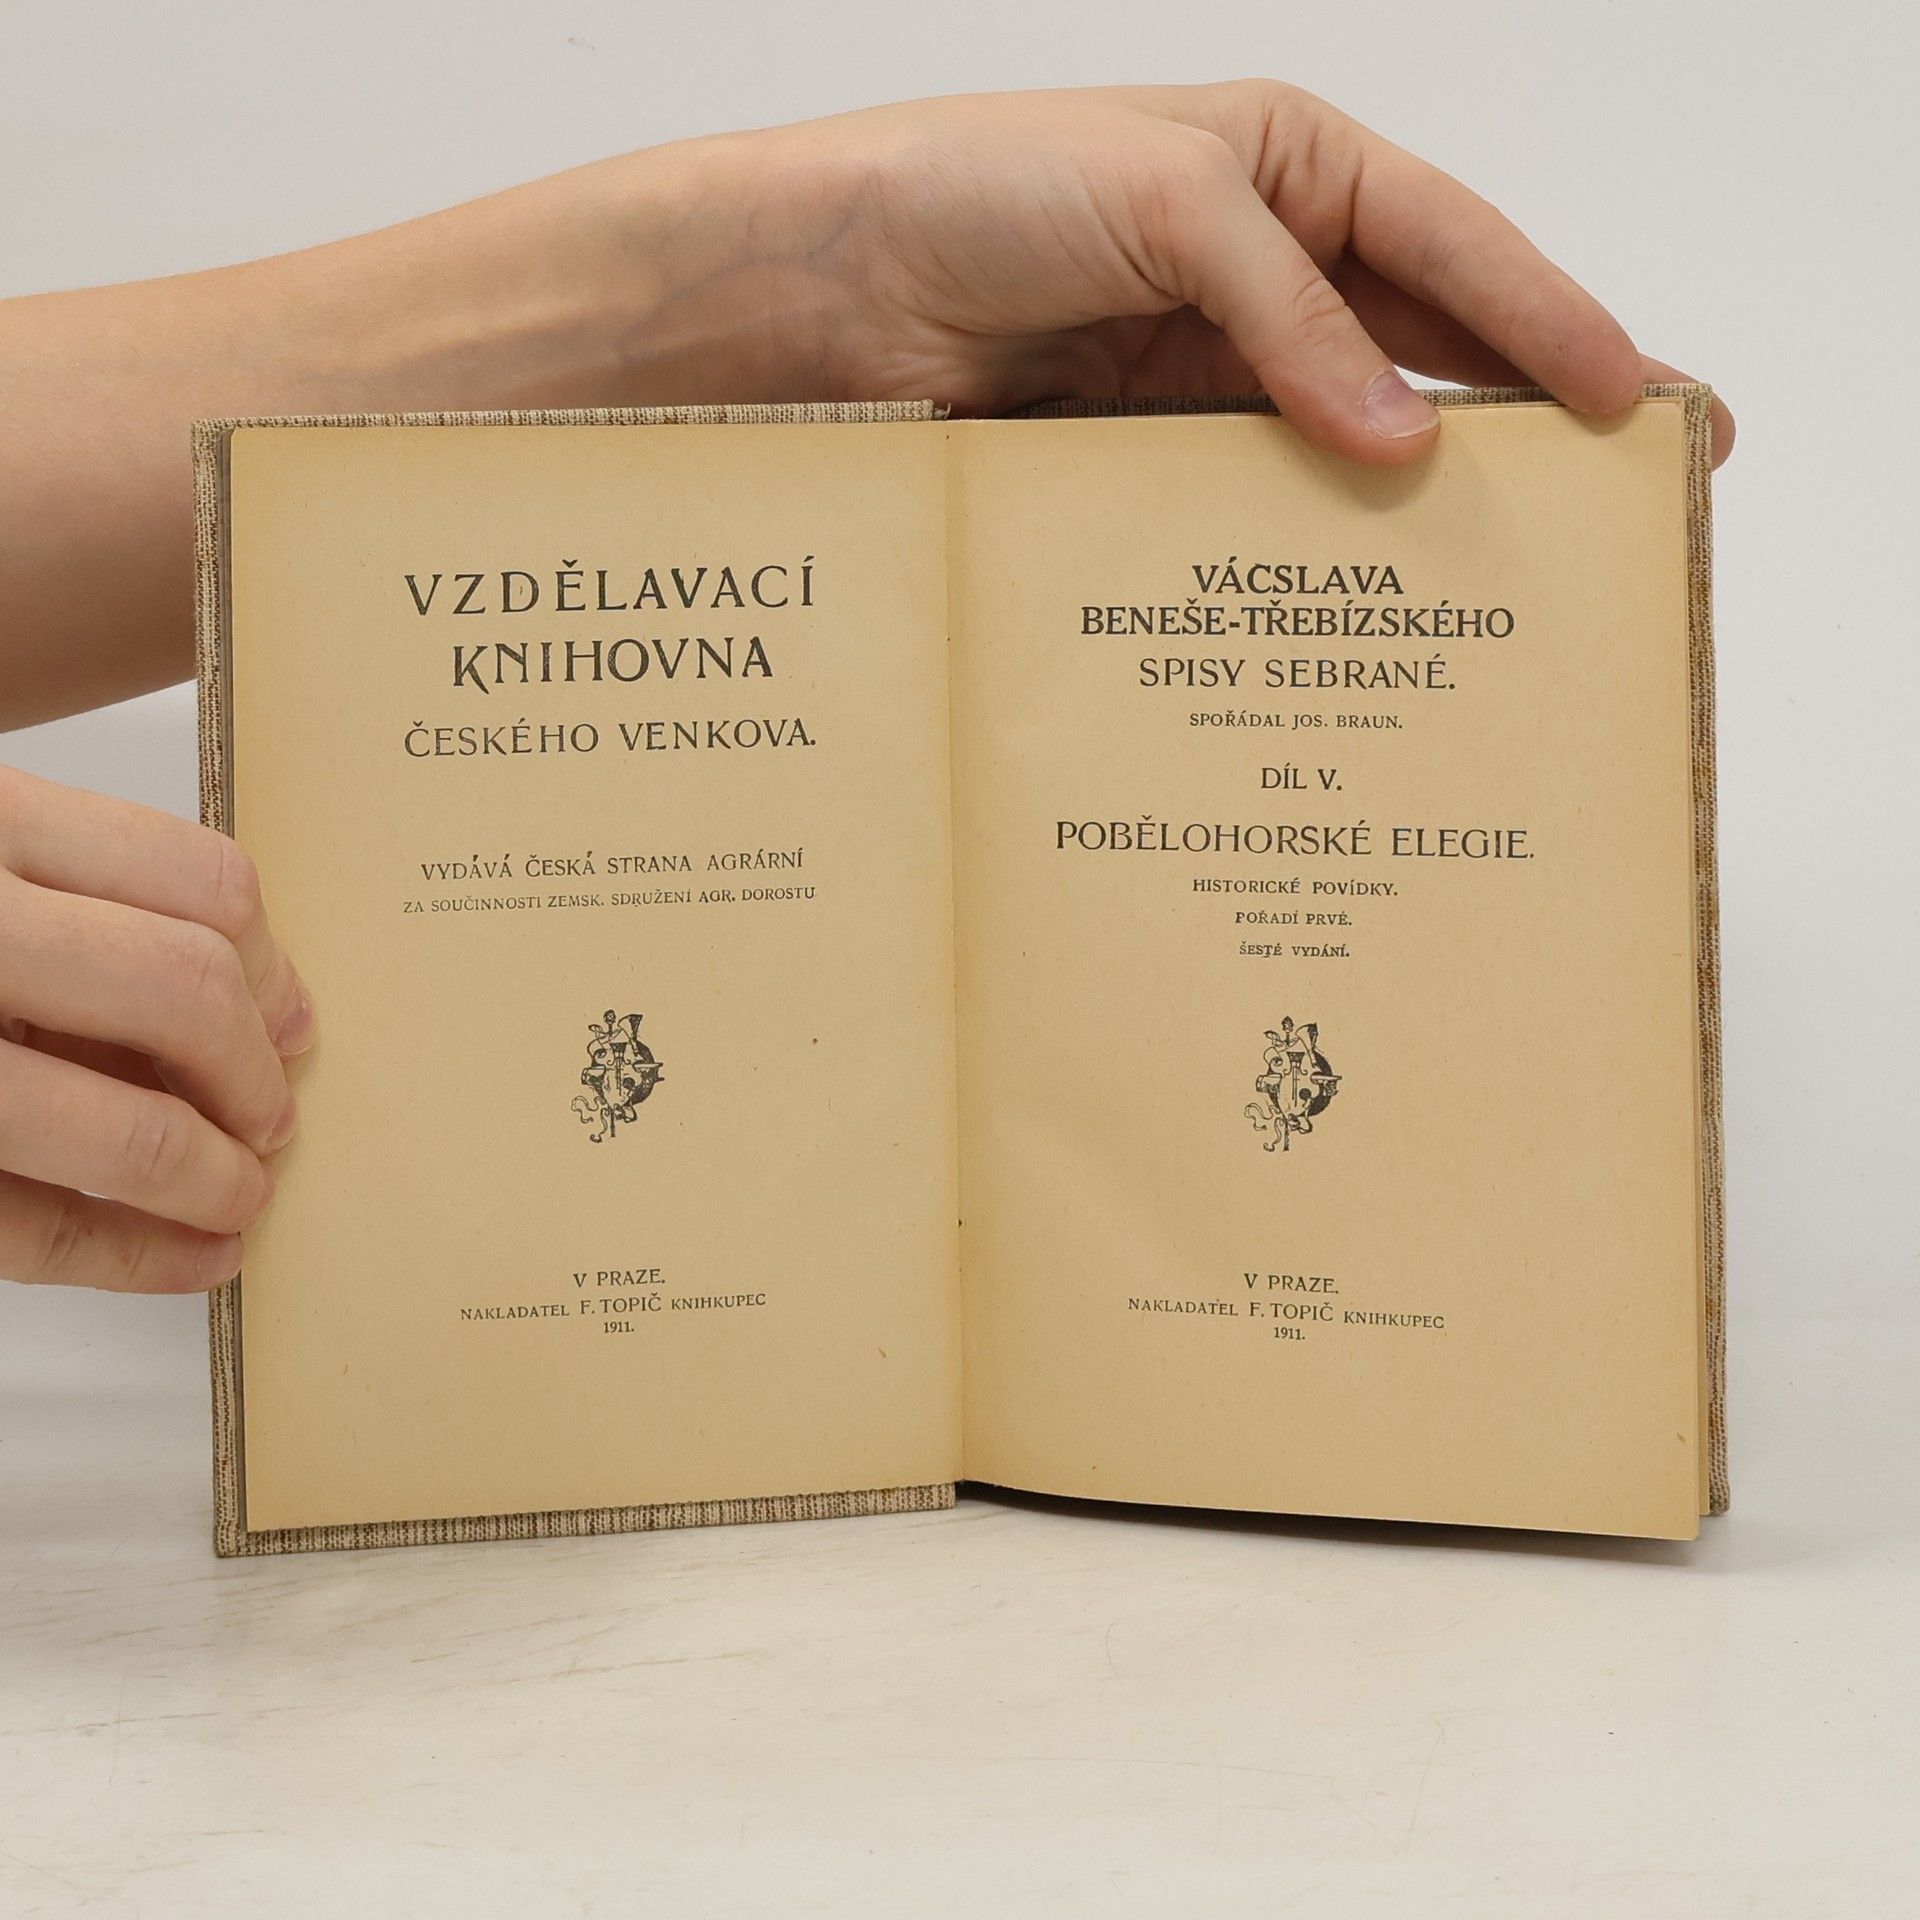 VZDĚLAVACÍ
KNIHOVNA
ČESKÉHO VENKOVA.
VYDÁVÁ ČESKÁ STRANA AGRÁRNÍ
ZA SOUČINNOSTI ZEMSK. SDRUŽENÍ AGR. DOROSTU
V PRAZE.
NAKLADATEL F. TOPIČ KNIHKUPEC
1911.
VÁCSLAVA
BENEŠE-TŘEBÍZSKÉHO
SPISY SEBRANÉ.
SPOŘÁDAL JOS. BRAUN.
DÍL V.
POBĚLOHORSKÉ ELEGIE.
HISTORICKÉ POVÍDKY.
POŘADÍ PRVÉ.
ŠESTÉ VYDÁNÍ.
V PRAZE.
NAKLADATEL F. TOPIČ KNIHKUPEC
1911.